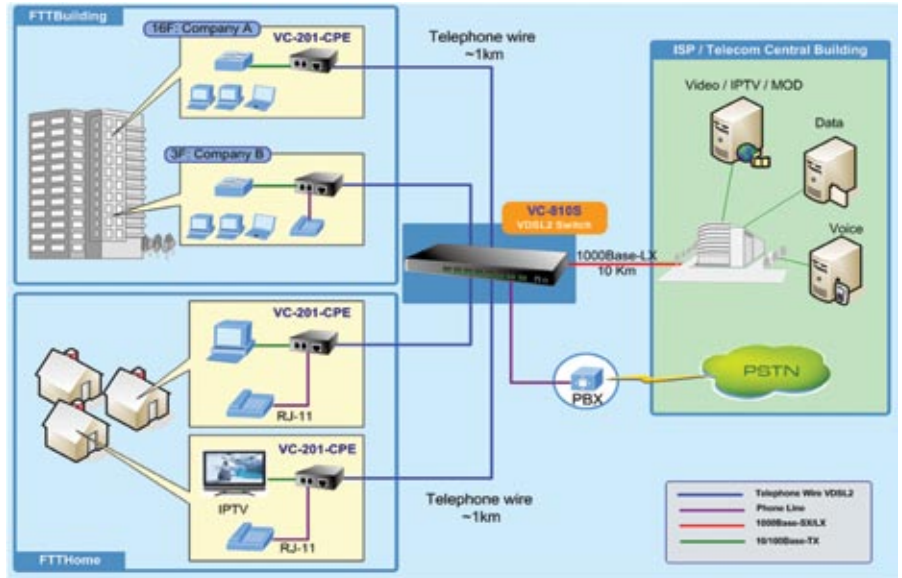 FTTBuilding
16F: Company A
VC-201-CPE
3F: Company B
Telephone wire
~1km
ISP / Telecom Central Building
Video / IPTV / MOD
Data
Voice
VC-810S
VDSL2 Switch
1000Base-LX
10 Km
PBX
PSTN
VC-201-CPE
RJ-11
VC-201-CPE
IPTV
RJ-11
FTTHome
Telephone wire
~1km
Telephone Wire VDSL2
Phone Line
1000Base-SX/LX
10/100Base-TX